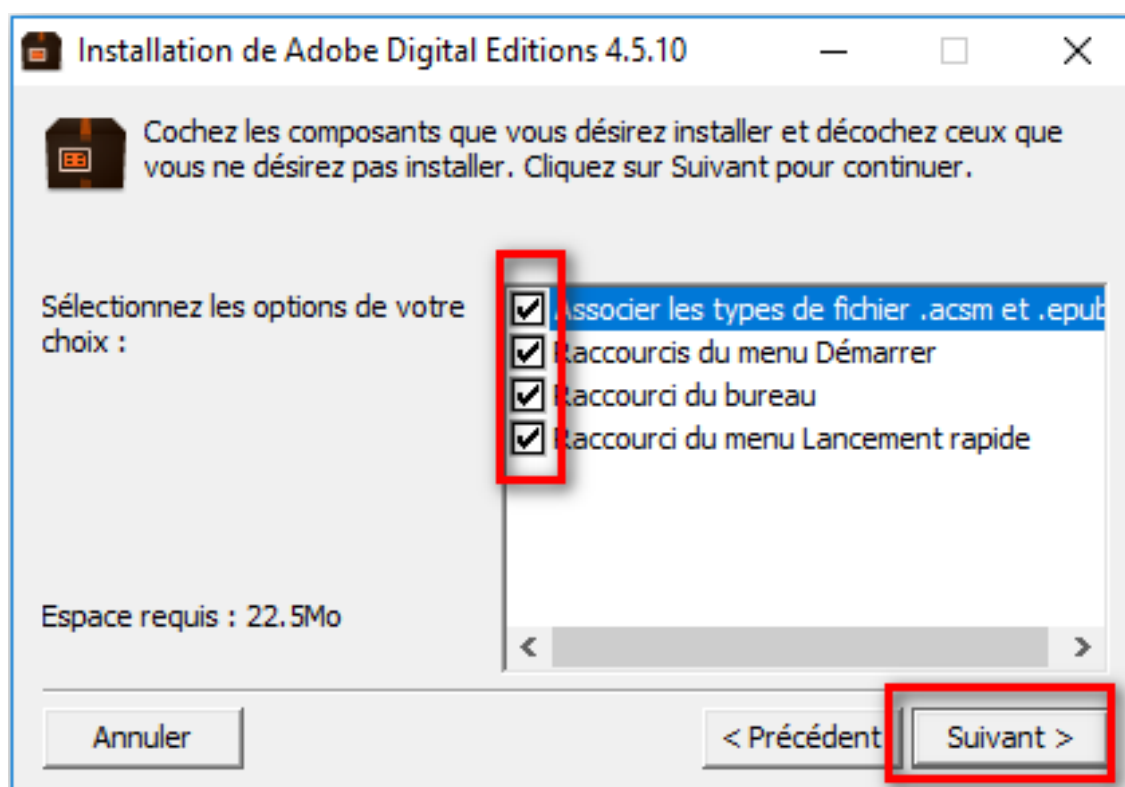 Installation de Adobe Digital Editions 4.5.10
Cochez les composants que vous désirez installer et décochez ceux que
vous ne désirez pas installer. Cliquez sur Suivant pour continuer.
Sélectionnez les options de votre
choix :
Associer les types de fichier .acsm et .epub
Raccourcis du menu Démarrer
Raccourci du bureau
Raccourci du menu Lancement rapide
Espace requis : 22.5Mo
Annuler
< Précédent
Suivant >